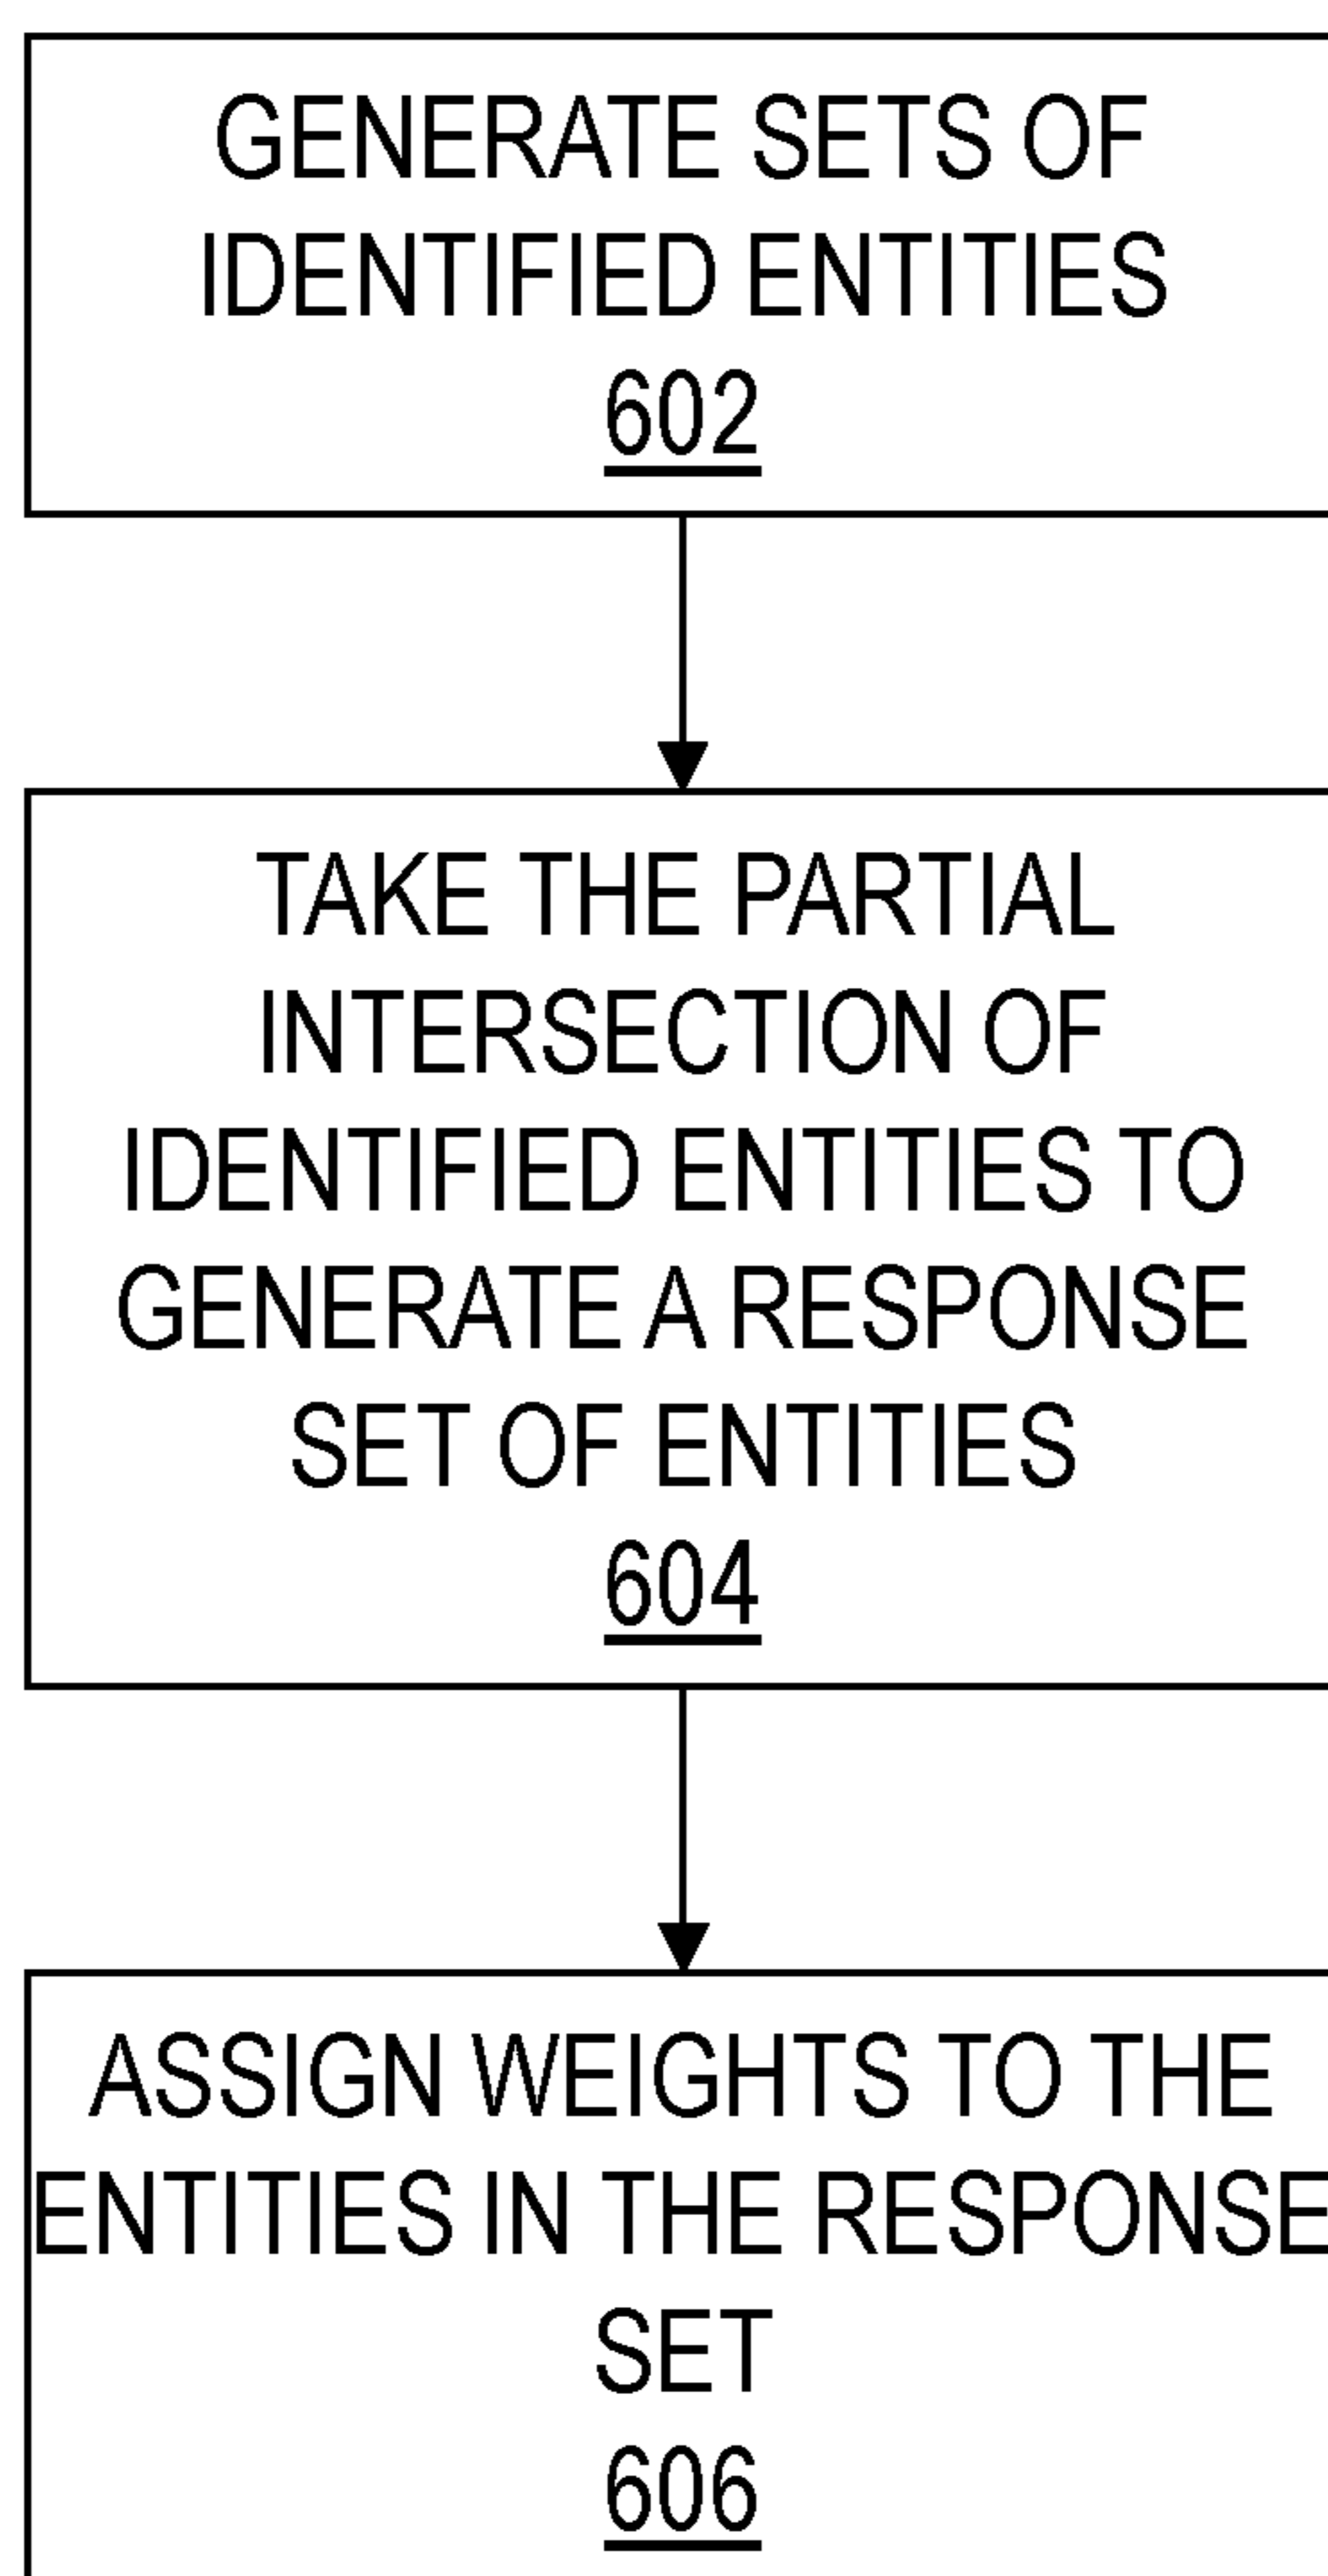 GENERATE SETS OF
IDENTIFIED ENTITIES
602
TAKE THE PARTIAL
INTERSECTION OF
IDENTIFIED ENTITIES TO
GENERATE A RESPONSE
SET OF ENTITIES
604
ASSIGN WEIGHTS TO THE
ENTITIES IN THE RESPONSE
SET
606